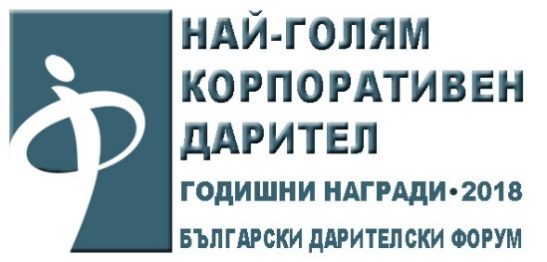 НАЙ-ГОЛЯМ
КОРПОРАТИВЕН
ДАРИТЕЛ
ГОДИШНИ НАГРАДИ•2018
БЪЛГАРСКИ ДАРИТЕЛСКИ ФОРУМ